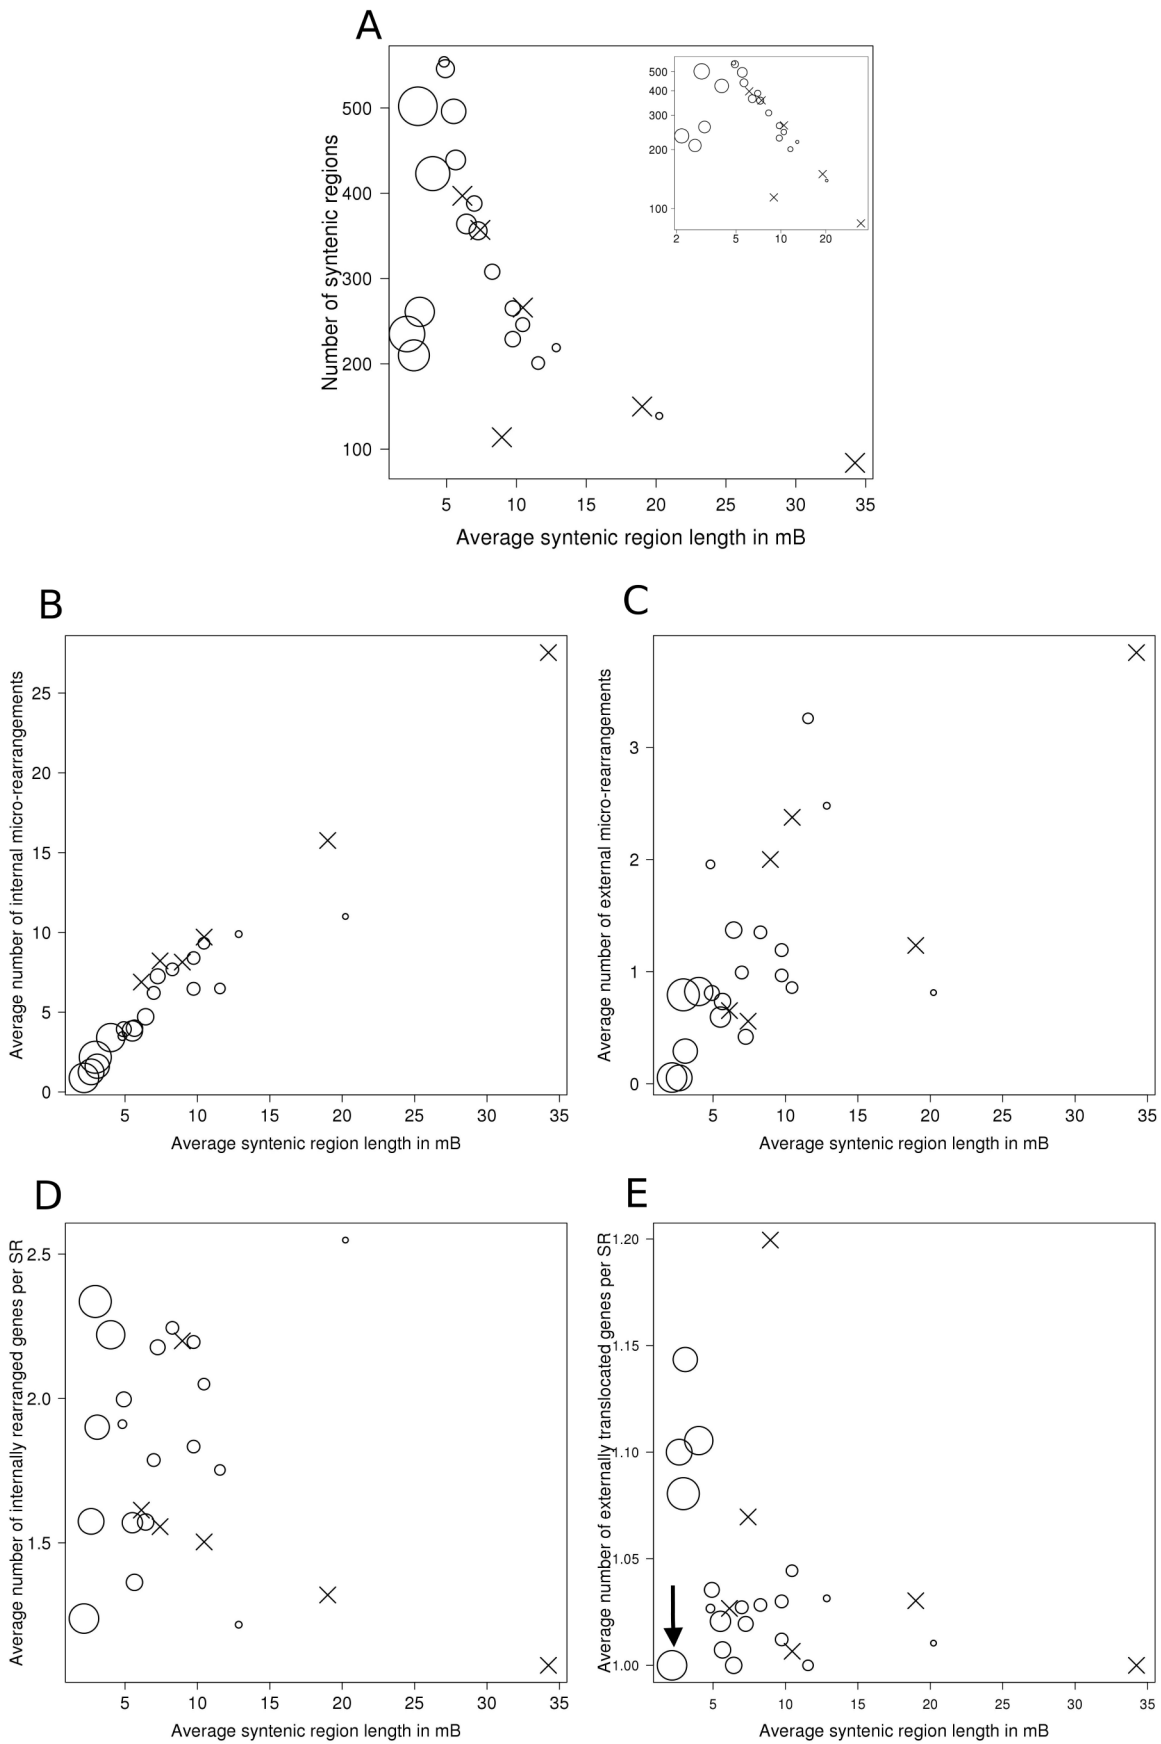 A
Number of syntenic regions
500
400
300
200
100
5 10 15 20 25 30 35
Average syntenic region length in mB
500
400
300
200
100
2 5 10 20
B
Average number of internal micro-rearrangements
25
20
15
10
5
0
5 10 15 20 25 30 35
Average syntenic region length in mB
C
Average number of external micro-rearrangements
3
2
1
0
5 10 15 20 25 30 35
Average syntenic region length in mB
D
Average number of internally rearranged genes per SR
2.5
2.0
1.5
5 10 15 20 25 30 35
Average syntenic region length in mB
E
Average number of externally translocated genes per SR
1.20
1.15
1.10
1.05
1.00
5 10 15 20 25 30 35
Average syntenic region length in mB